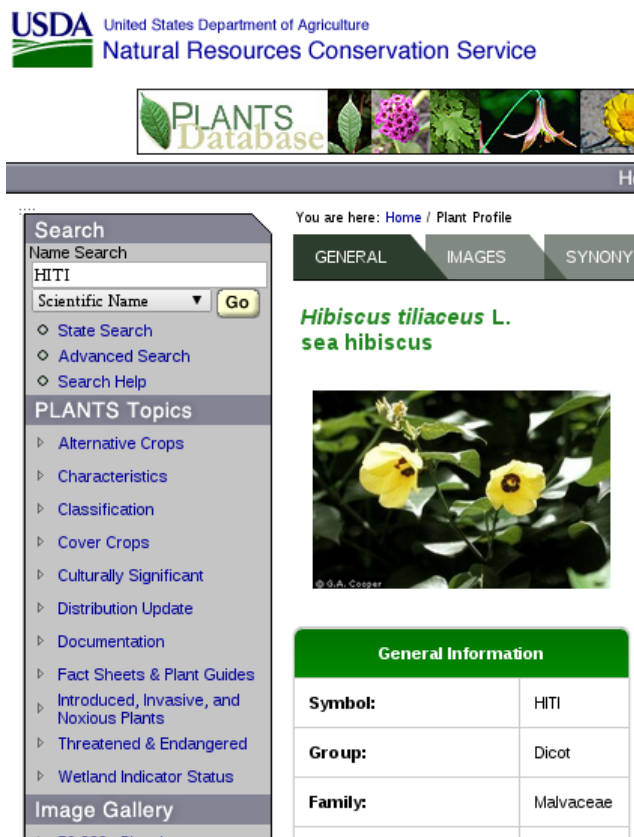 USDA United States Department of Agriculture
Natural Resources Conservation Service
PLANTS
Database
You are here: Home / Plant Profile
Search
Name Search
HITI
Scientific Name ▼ Go
State Search
Advanced Search
Search Help
PLANTS Topics
Alternative Crops
Characteristics
Classification
Cover Crops
Culturally Significant
Distribution Update
Documentation
Fact Sheets & Plant Guides
Introduced, Invasive, and
Noxious Plants
Threatened & Endangered
Wetland Indicator Status
Image Gallery
GENERAL IMAGES SYNONY
Hibiscus tiliaceus L.
sea hibiscus
© G.A. Cooper
General Information
Symbol: HITI
Group: Dicot
Family: Malvaceae